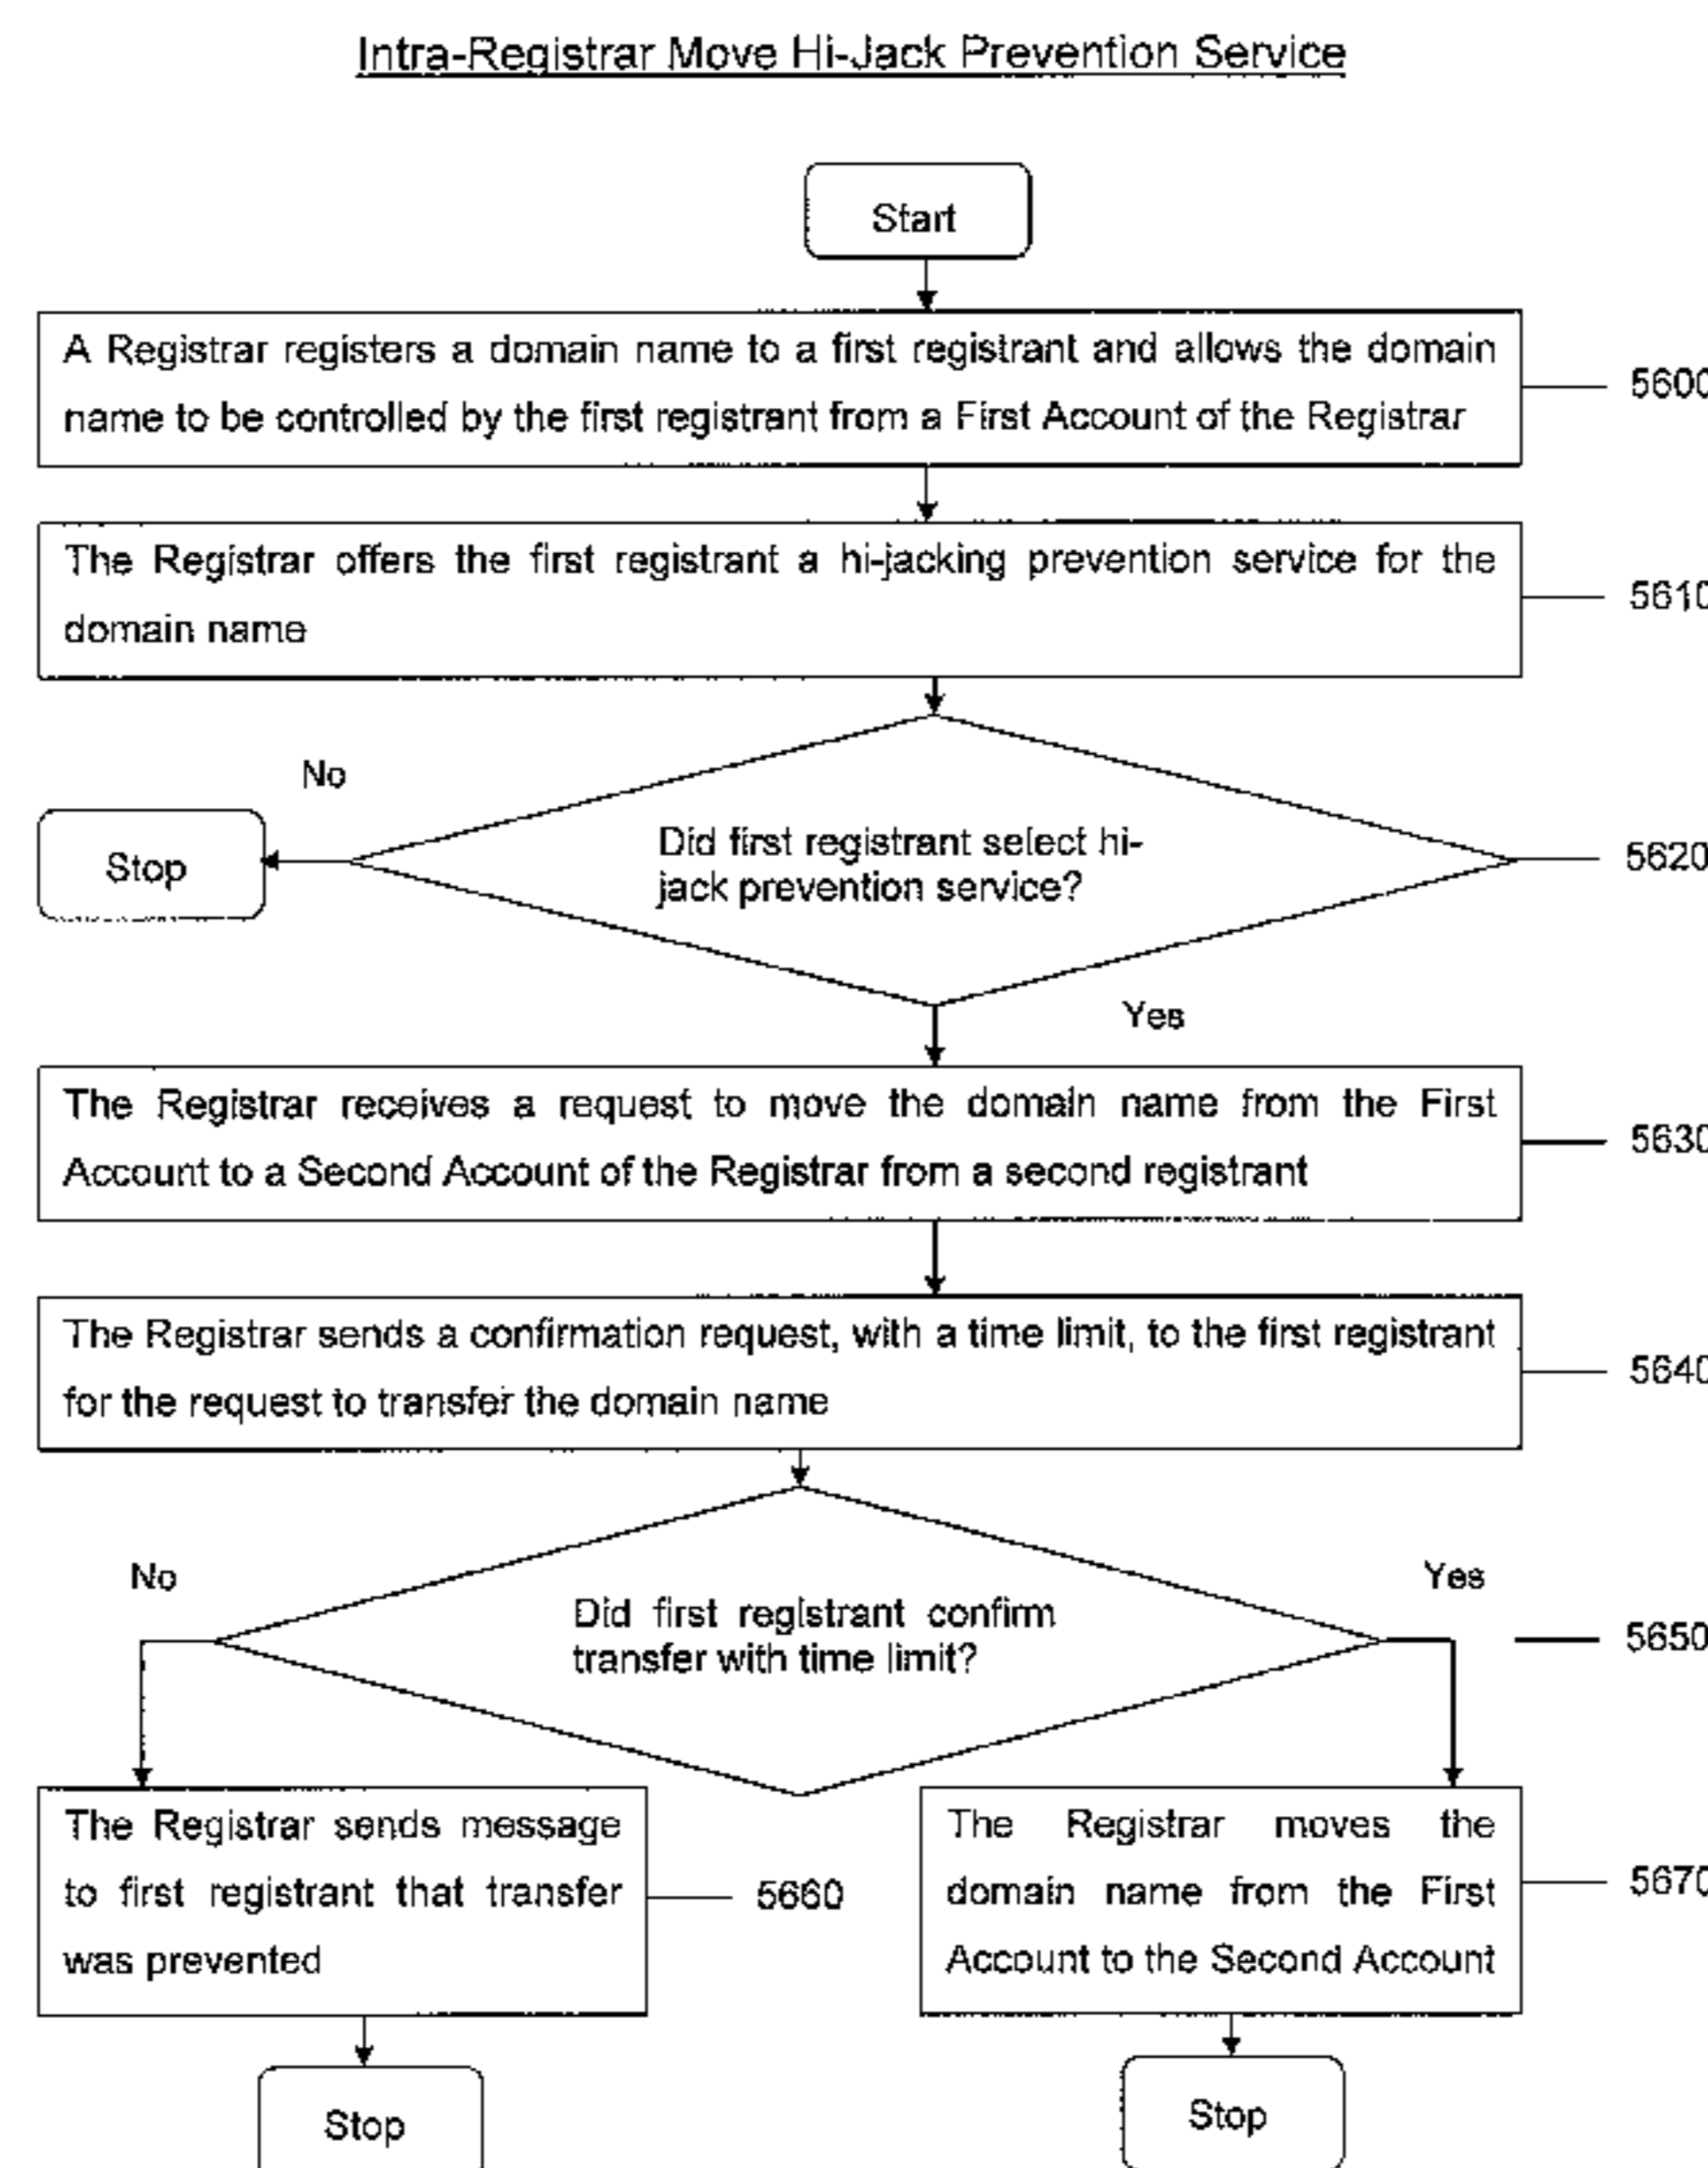 Intra-Registrar Move Hi-Jack Prevention Service
Start
A Registrar registers a domain name to a first registrant and allows the domain
name to be controlled by the first registrant from a First Account of the Registrar
5600
The Registrar offers the first registrant a hi-jacking prevention service for the
domain name
5610
No
Stop
Did first registrant select hi-
jack prevention service?
5620
Yes
The Registrar receives a request to move the domain name from the First
Account to a Second Account of the Registrar from a second registrant
5630
The Registrar sends a confirmation request, with a time limit, to the first registrant
for the request to transfer the domain name
5640
No
Yes
Did first registrant confirm
transfer with time limit?
5650
The Registrar sends message
to first registrant that transfer
was prevented
5660
The Registrar moves the
domain name from the First
Account to the Second Account
5670
Stop
Stop